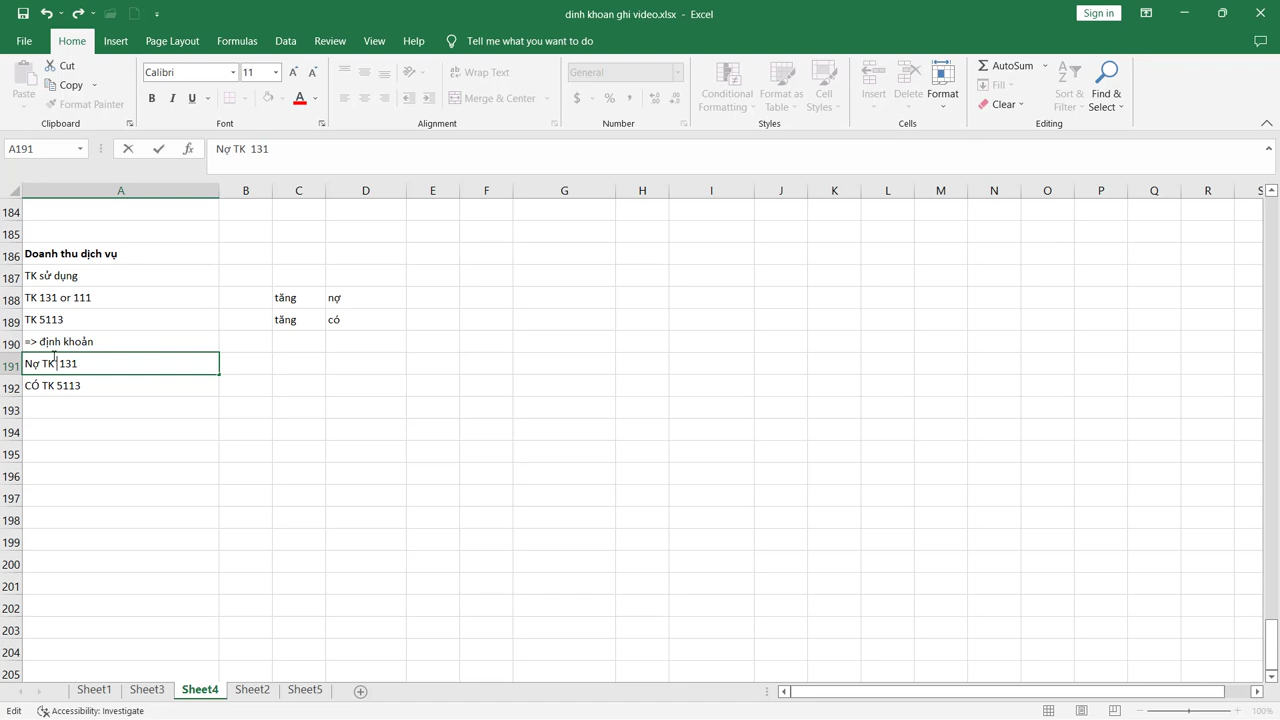 dinh khoan ghi video.xlsx - Excel
Sign in
File Home Insert Page Layout Formulas Data Review View Help Tell me what you want to do
Paste Cut Copy Format Painter Clipboard
Calibri 11 B I U A Font
Wrap Text Merge & Center Alignment
General $ % , Number
Conditional Formatting Format as Table Cell Styles Styles
Insert Delete Format Cells
AutoSum Fill Clear Sort & Filter Find & Select Editing
A191 fx Nợ TK 131
A B C D E F G H I J K L M N O P Q R S
184
185
186 Doanh thu dịch vụ
187 TK sử dụng
188 TK 131 or 111 tăng nợ
189 TK 5113 tăng có
190 => định khoản
191 Nợ TK 131
192 CÓ TK 5113
193
194
195
196
197
198
199
200
201
202
203
204
205
Sheet1 Sheet3 Sheet4 Sheet2 Sheet5
Edit Accessibility: Investigate 100%